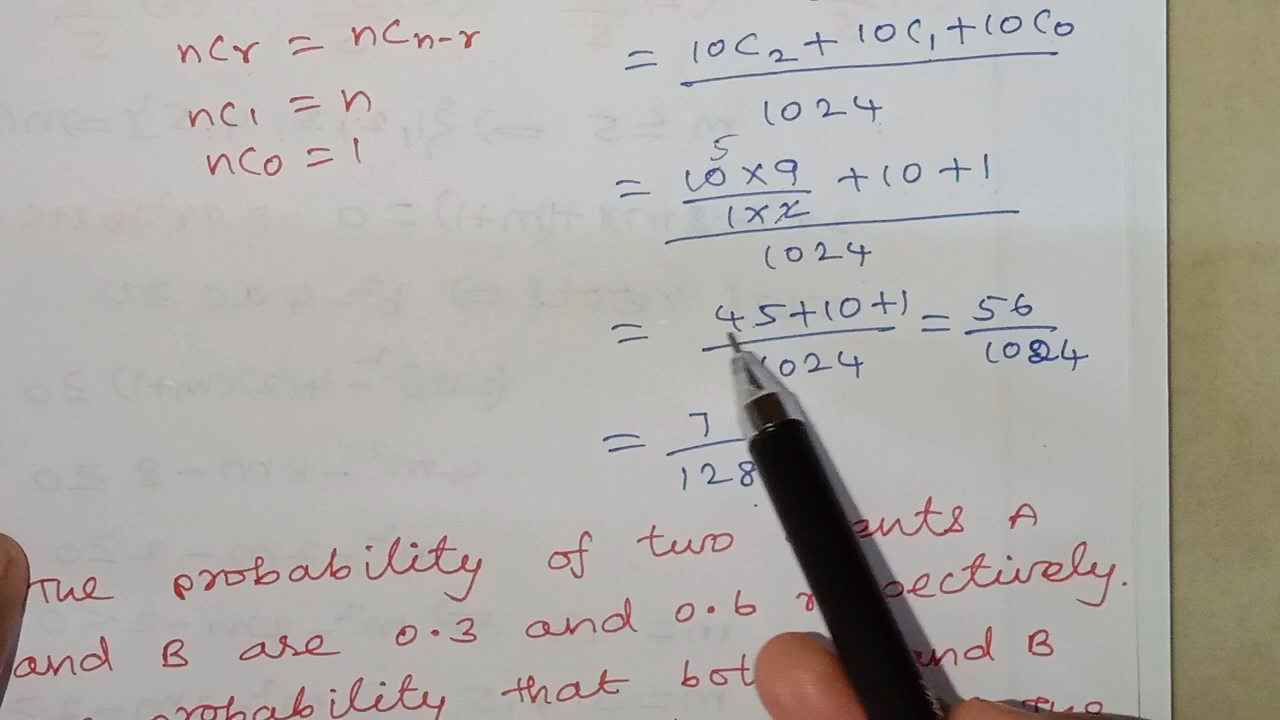 nCr = nCn-r
nC1 = n
nC0 = 1
= 10C2 + 10C1 + 10C0
1024
5
= 10 x 9 + 10 + 1
1 x 2
1024
= 45 + 10 + 1 = 56
1024 1024
= 7
128
The probability of two A
and B are 0.3 and 0.6
probability that and B